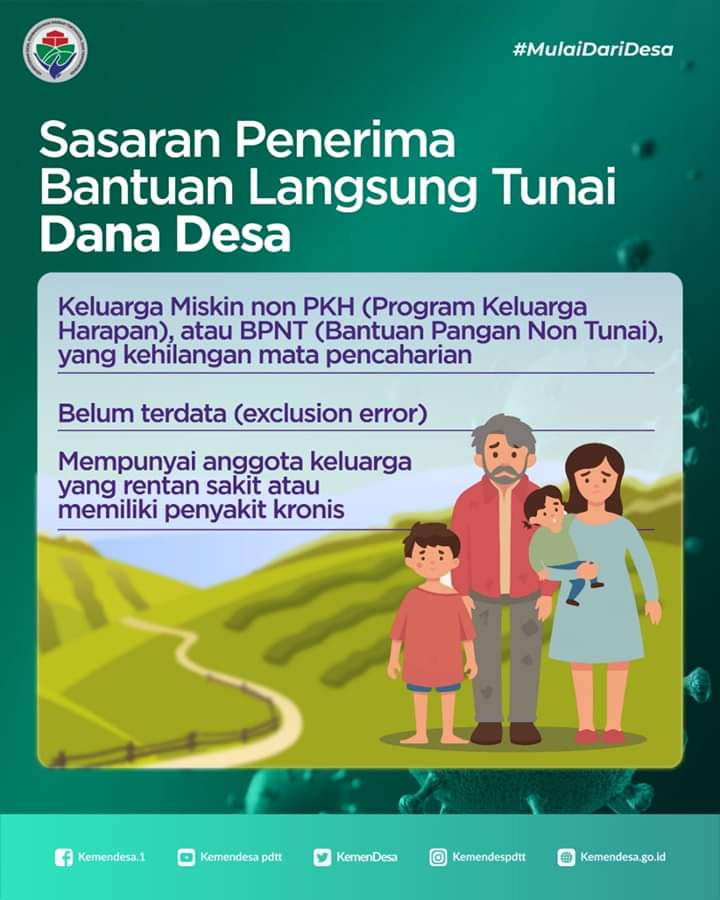 #MulaiDariDesa
Sasaran Penerima
Bantuan Langsung Tunai
Dana Desa
Keluarga Miskin non PKH (Program Keluarga
Harapan), atau BPNT (Bantuan Pangan Non Tunai),
yang kehilangan mata pencaharian
Belum terdata (exclusion error)
Mempunyai anggota keluarga
yang rentan sakit atau
memiliki penyakit kronis
Kemendesa.1
Kemendesa pdtt
KemenDesa
Kemendespdtt
Kemendesa.go.id